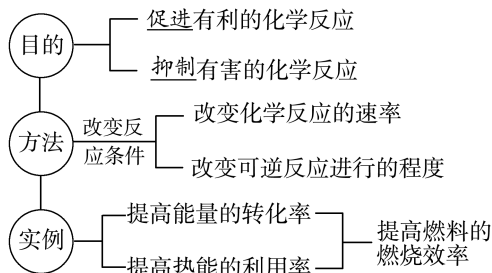 目的
促进有利的化学反应
抑制有害的化学反应
方法
改变反
应条件
改变化学反应的速率
改变可逆反应进行的程度
实例
提高能量的转化率
提高热能的利用率
提高燃料的
燃烧效率